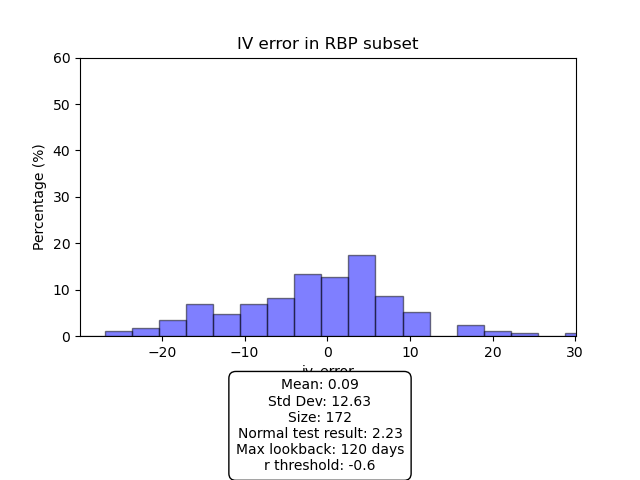 IV error in RBP subset
60
50
40
30
20
10
0
Percentage (%)
−20
−10
0
10
20
30
iv_error
Mean: 0.09
Std Dev: 12.63
Size: 172
Normal test result: 2.23
Max lookback: 120 days
r threshold: -0.6